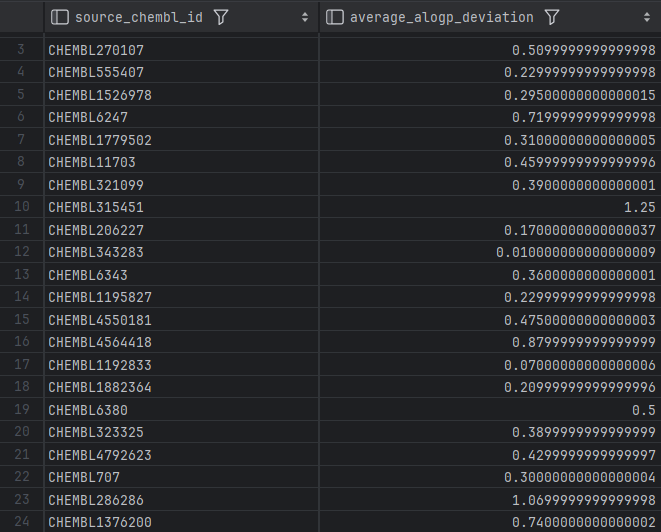 source_chembl_id average_alogp_deviation
3 CHEMBL270107 0.5099999999999998
4 CHEMBL555407 0.22999999999999998
5 CHEMBL1526978 0.29500000000000015
6 CHEMBL6247 0.7199999999999998
7 CHEMBL1779502 0.31000000000000005
8 CHEMBL11703 0.45999999999999996
9 CHEMBL321099 0.3900000000000001
10 CHEMBL315451 1.25
11 CHEMBL206227 0.17000000000000037
12 CHEMBL343283 0.010000000000000009
13 CHEMBL6343 0.3600000000000001
14 CHEMBL1195827 0.22999999999999998
15 CHEMBL4550181 0.47500000000000003
16 CHEMBL4564418 0.8799999999999999
17 CHEMBL1192833 0.07000000000000006
18 CHEMBL1882364 0.20999999999999996
19 CHEMBL6380 0.5
20 CHEMBL323325 0.3899999999999999
21 CHEMBL4792623 0.4299999999999997
22 CHEMBL707 0.30000000000000004
23 CHEMBL286286 1.0699999999999998
24 CHEMBL1376200 0.7400000000000002